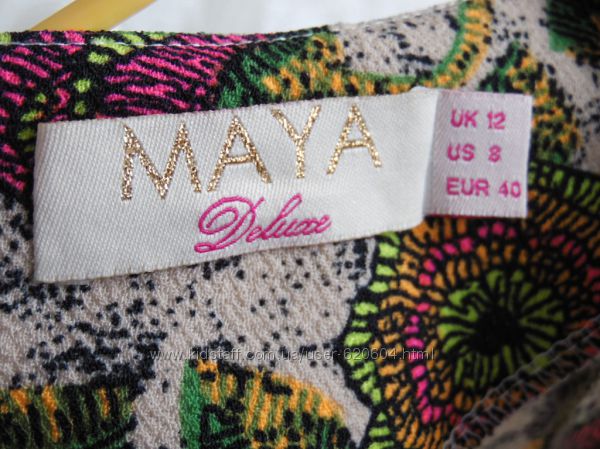 MAYA
Deluxe
UK 12
US 8
EUR 40
www.kidstaff.com.ua/user-620604.html